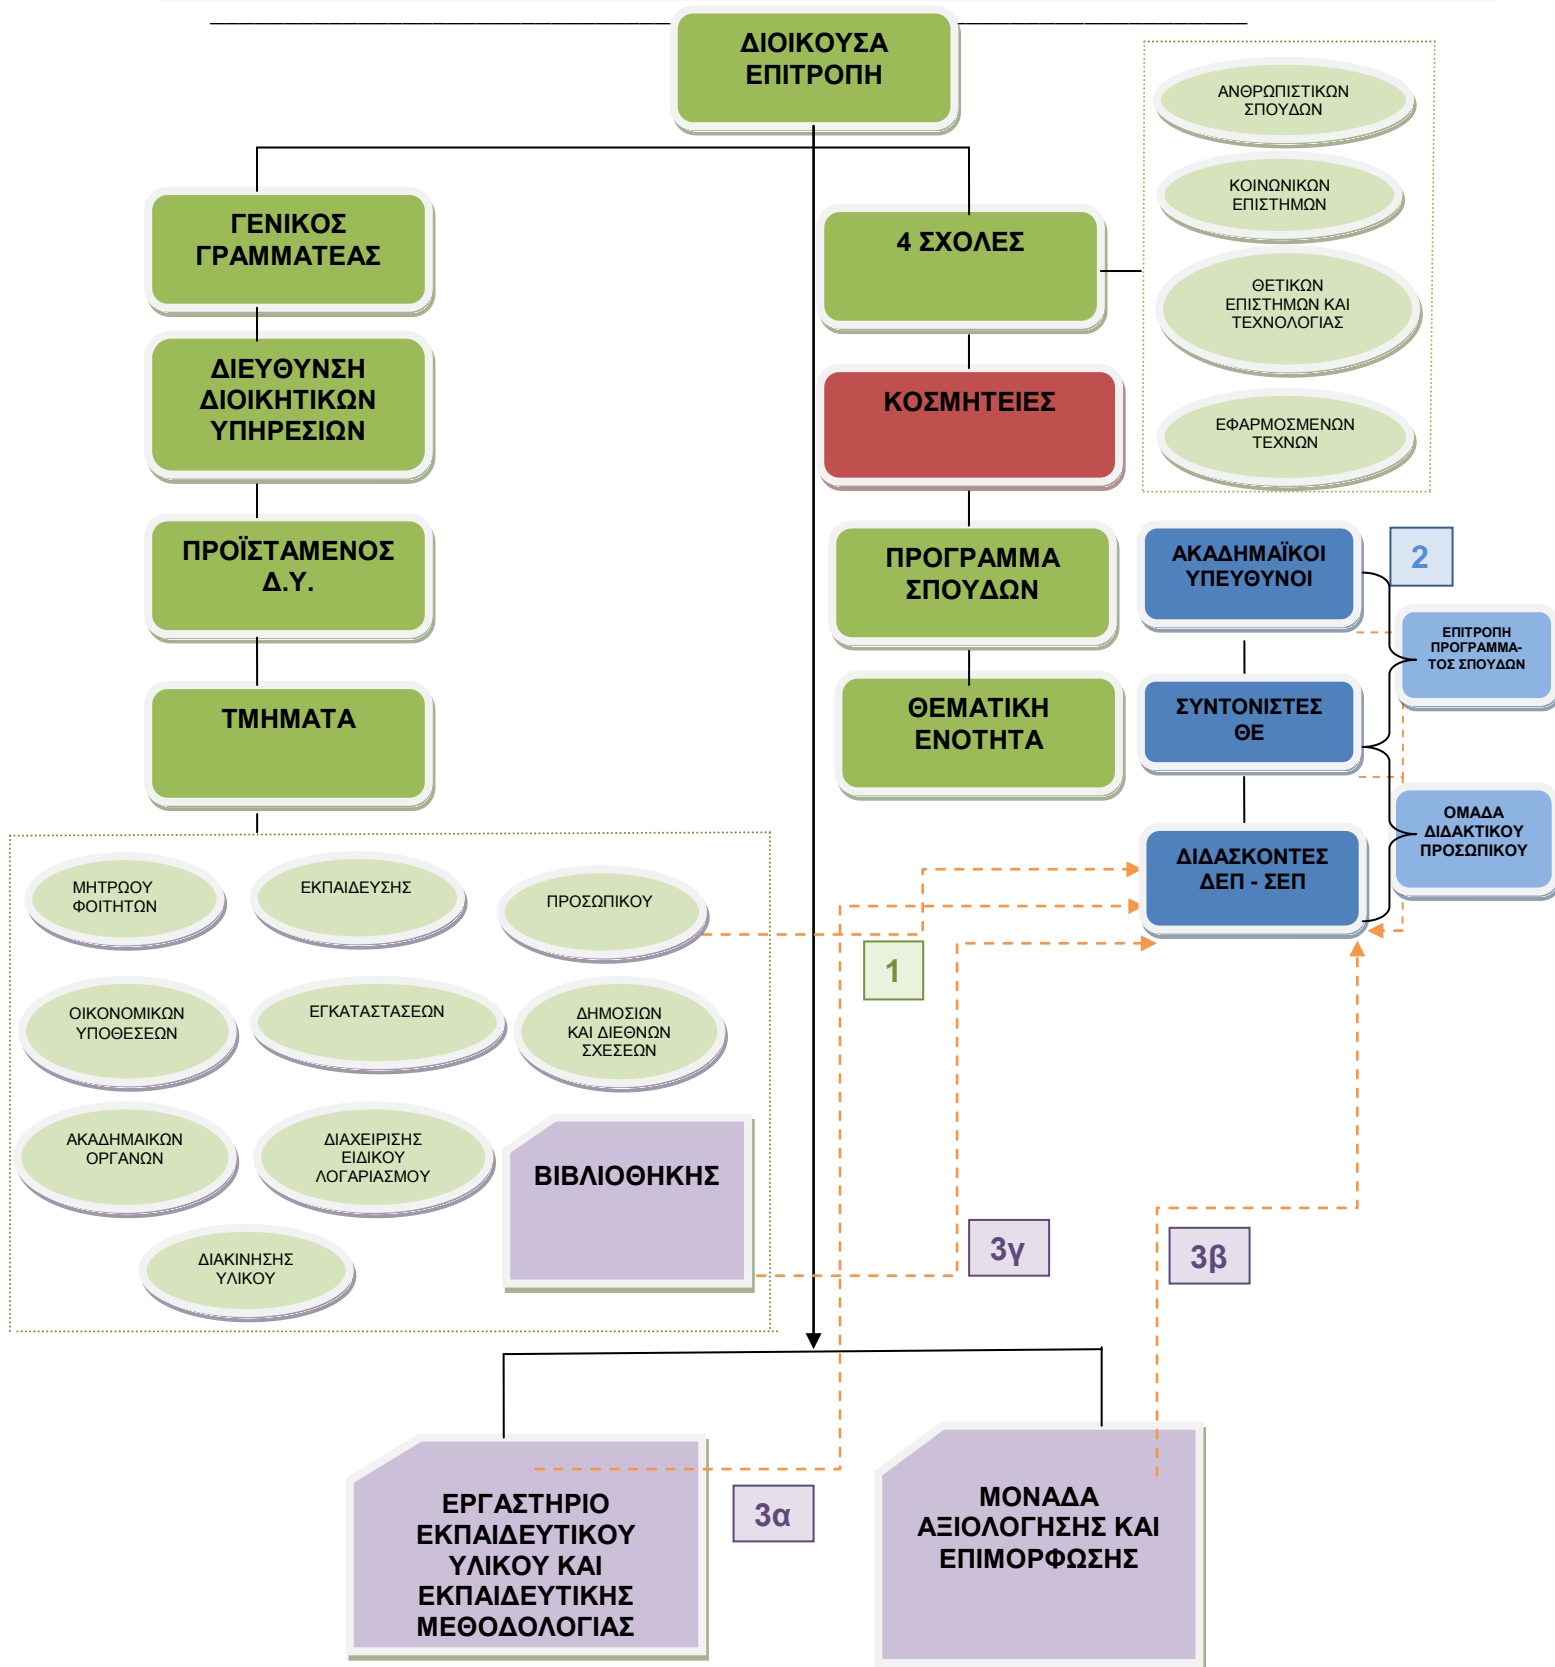 ΔΙΟΙΚΟΥΣΑ
ΕΠΙΤΡΟΠΗ
ΑΝΘΡΩΠΙΣΤΙΚΩΝ
ΣΠΟΥΔΩΝ
ΚΟΙΝΩΝΙΚΩΝ
ΕΠΙΣΤΗΜΩΝ
ΘΕΤΙΚΩΝ
ΕΠΙΣΤΗΜΩΝ ΚΑΙ
ΤΕΧΝΟΛΟΓΙΑΣ
ΕΦΑΡΜΟΣΜΕΝΩΝ
ΤΕΧΝΩΝ
ΓΕΝΙΚΟΣ
ΓΡΑΜΜΑΤΕΑΣ
4 ΣΧΟΛΕΣ
ΔΙΕΥΘΥΝΣΗ
ΔΙΟΙΚΗΤΙΚΩΝ
ΥΠΗΡΕΣΙΩΝ
ΚΟΣΜΗΤΕΙΕΣ
ΠΡΟΪΣΤΑΜΕΝΟΣ
Δ.Υ.
ΠΡΟΓΡΑΜΜΑ
ΣΠΟΥΔΩΝ
ΑΚΑΔΗΜΑΪΚΟΙ
ΥΠΕΥΘΥΝΟΙ
2
ΕΠΙΤΡΟΠΗ
ΠΡΟΓΡΑΜΜΑ-
ΤΟΣ ΣΠΟΥΔΩΝ
ΤΜΗΜΑΤΑ
ΘΕΜΑΤΙΚΗ
ΕΝΟΤΗΤΑ
ΣΥΝΤΟΝΙΣΤΕΣ
ΘΕ
ΟΜΑΔΑ
ΔΙΔΑΚΤΙΚΟΥ
ΠΡΟΣΩΠΙΚΟΥ
ΔΙΔΑΣΚΟΝΤΕΣ
ΔΕΠ - ΣΕΠ
ΜΗΤΡΩΟΥ
ΦΟΙΤΗΤΩΝ
ΕΚΠΑΙΔΕΥΣΗΣ
ΠΡΟΣΩΠΙΚΟΥ
1
ΟΙΚΟΝΟΜΙΚΩΝ
ΥΠΟΘΕΣΕΩΝ
ΕΓΚΑΤΑΣΤΑΣΕΩΝ
ΔΗΜΟΣΙΩΝ
ΚΑΙ ΔΙΕΘΝΩΝ
ΣΧΕΣΕΩΝ
ΑΚΑΔΗΜΑΙΚΩΝ
ΟΡΓΑΝΩΝ
ΔΙΑΧΕΙΡΙΣΗΣ
ΕΙΔΙΚΟΥ
ΛΟΓΑΡΙΑΣΜΟΥ
ΒΙΒΛΙΟΘΗΚΗΣ
ΔΙΑΚΙΝΗΣΗΣ
ΥΛΙΚΟΥ
3γ
3β
ΕΡΓΑΣΤΗΡΙΟ
ΕΚΠΑΙΔΕΥΤΙΚΟΥ
ΥΛΙΚΟΥ ΚΑΙ
ΕΚΠΑΙΔΕΥΤΙΚΗΣ
ΜΕΘΟΔΟΛΟΓΙΑΣ
3α
ΜΟΝΑΔΑ
ΑΞΙΟΛΟΓΗΣΗΣ ΚΑΙ
ΕΠΙΜΟΡΦΩΣΗΣ